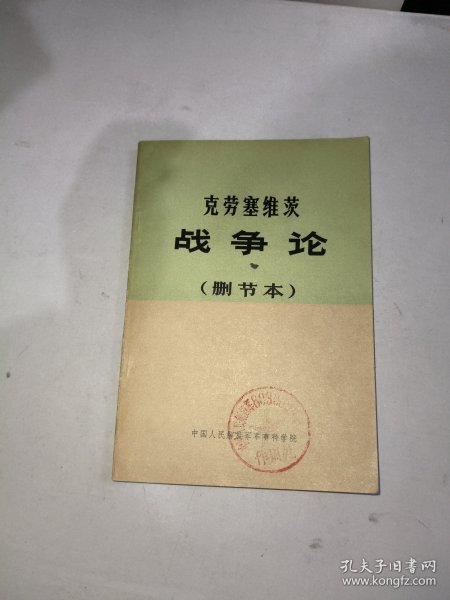 克劳塞维茨
战争论
（删节本）
中国人民解放军军事科学院
孔夫子旧书网
www.kongfz.com